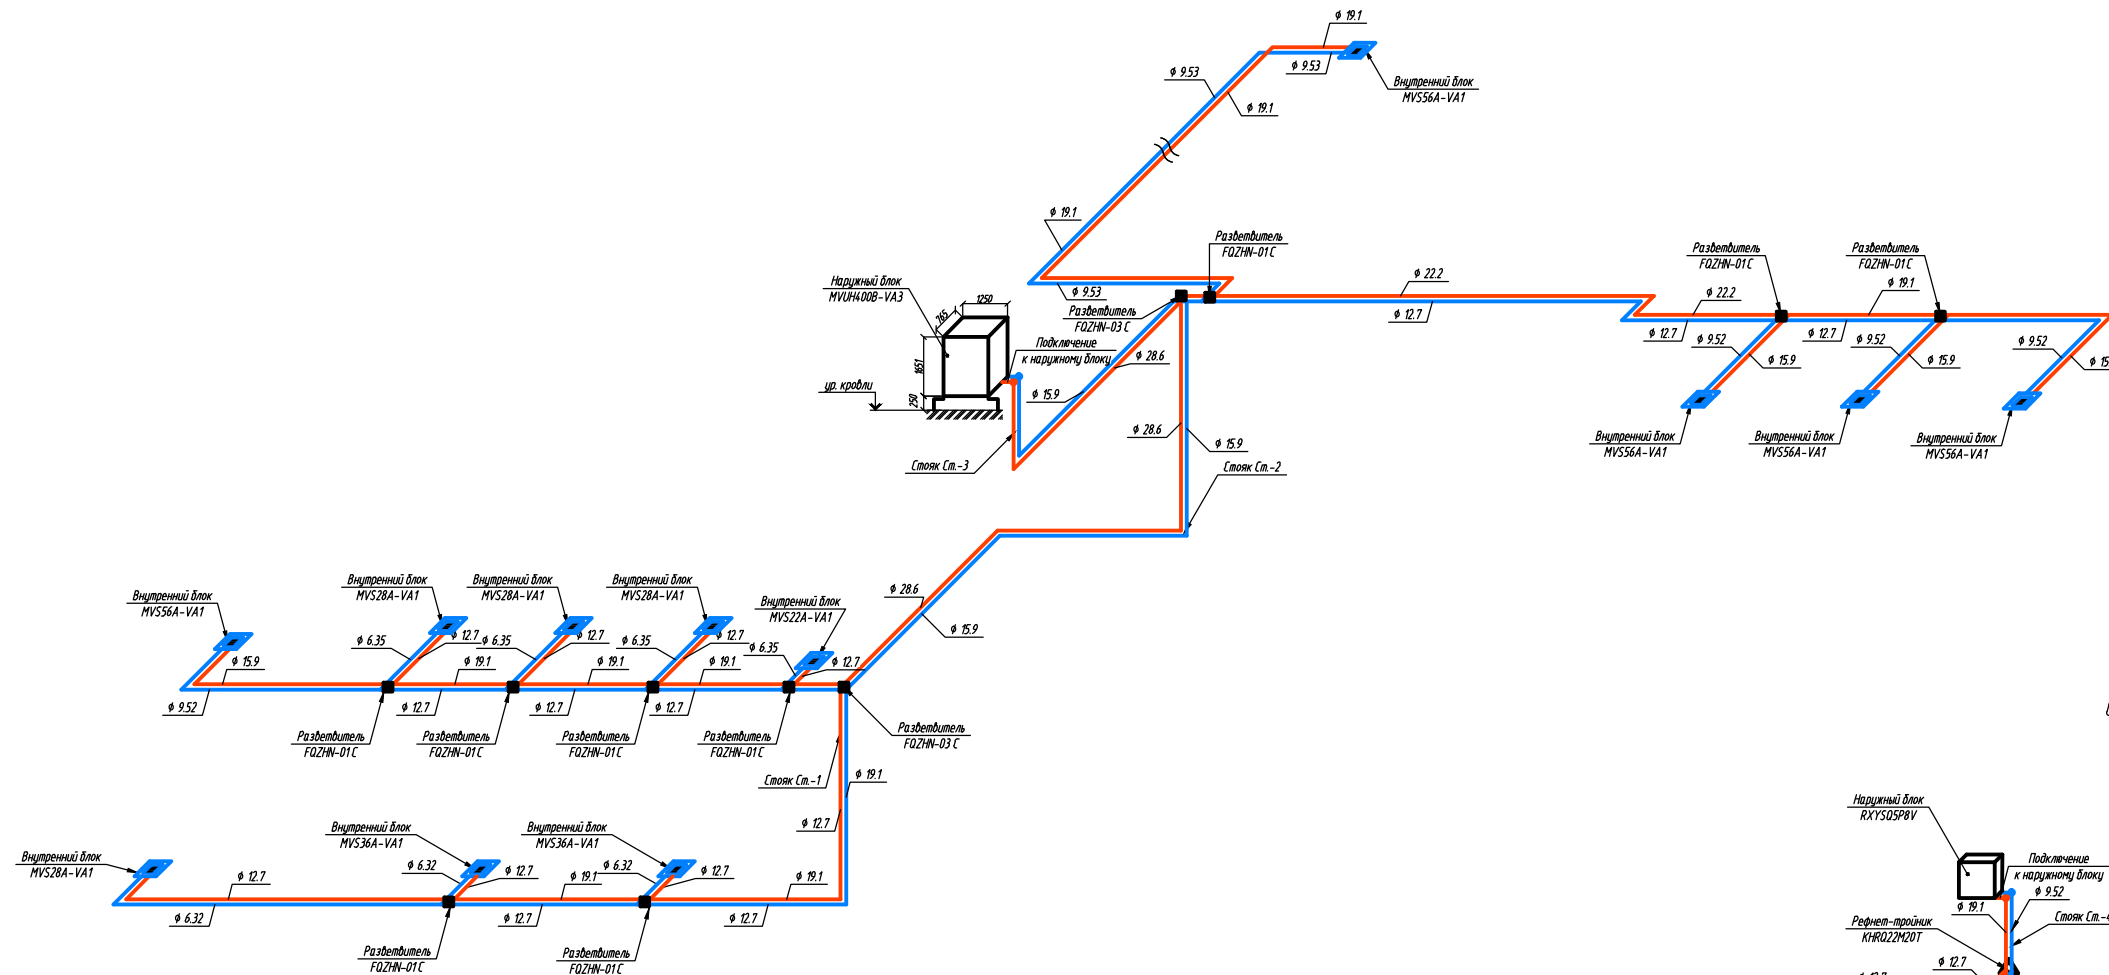 ϕ 19.1
ϕ 9.53
ϕ 9.53
ϕ 19.1
Внутренний блок
MVS56A-VA1
ϕ 19.1
Разветвитель
FQZHN-01C
ϕ 9.53
Разветвитель
FQZHN-03 C
ϕ 22.2
ϕ 12.7
Разветвитель
FQZHN-01C
Разветвитель
FQZHN-01C
ϕ 22.2
ϕ 19.1
ϕ 12.7
ϕ 9.52
ϕ 15.9
ϕ 12.7
ϕ 9.52
ϕ 15.9
ϕ 9.52
ϕ 15
Внутренний блок
MVS56A-VA1
Внутренний блок
MVS56A-VA1
Внутренний блок
MVS56A-VA1
Наружный блок
MVUH400B-VA3
1250
765
1651
250
ур. кровли
Подключение
к наружному блоку
ϕ 28.6
ϕ 15.9
ϕ 28.6
ϕ 15.9
Стояк Ст.-3
Стояк Ст.-2
ϕ 28.6
ϕ 15.9
Внутренний блок
MVS56A-VA1
Внутренний блок
MVS28A-VA1
Внутренний блок
MVS28A-VA1
Внутренний блок
MVS28A-VA1
Внутренний блок
MVS22A-VA1
ϕ 15.9
ϕ 6.35
ϕ 12.7
ϕ 6.35
ϕ 12.7
ϕ 6.35
ϕ 12.7
ϕ 6.35
ϕ 12.7
ϕ 19.1
ϕ 19.1
ϕ 19.1
ϕ 9.52
ϕ 12.7
ϕ 12.7
ϕ 12.7
Разветвитель
FQZHN-01C
Разветвитель
FQZHN-01C
Разветвитель
FQZHN-01C
Разветвитель
FQZHN-01C
Разветвитель
FQZHN-03 C
Стояк Ст.-1
ϕ 19.1
ϕ 12.7
Внутренний блок
MVS28A-VA1
Внутренний блок
MVS36A-VA1
Внутренний блок
MVS36A-VA1
ϕ 12.7
ϕ 6.32
ϕ 12.7
ϕ 19.1
ϕ 6.32
ϕ 12.7
ϕ 19.1
ϕ 6.32
ϕ 12.7
ϕ 12.7
Разветвитель
FQZHN-01C
Разветвитель
FQZHN-01C
Наружный блок
RXYSQ5P8V
Подключение
к наружному блоку
ϕ 9.52
ϕ 19.1
Стояк Ст.-4
Рефнет-тройник
KHRQ22M20T
ϕ 12.7